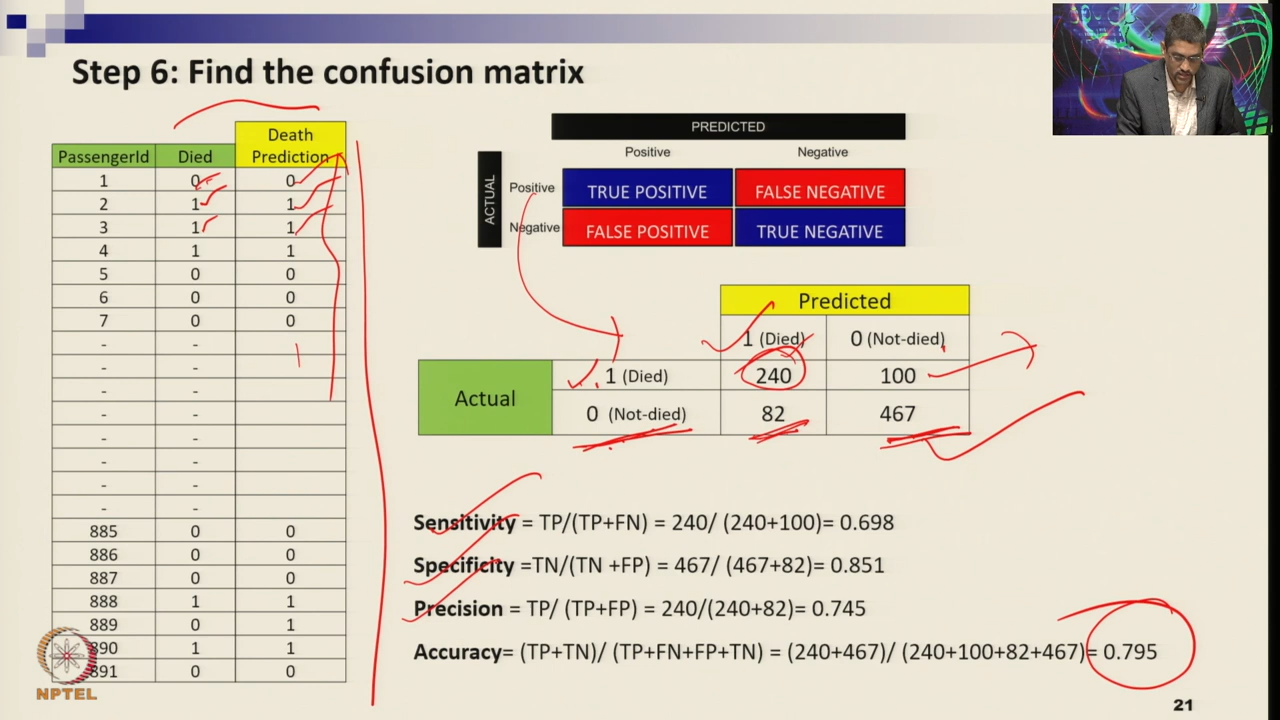 Step 6: Find the confusion matrix
PassengerId Died Death Prediction
1 0 0
2 1 1
3 1 1
4 1 1
5 0 0
6 0 0
7 0 0
- -
- -
- -
- -
- -
- -
- -
- -
885 0 0
886 0 0
887 0 0
888 1 1
889 0 1
890 1 1
891 0 0
PREDICTED
Positive Negative
ACTUAL
Positive TRUE POSITIVE FALSE NEGATIVE
Negative FALSE POSITIVE TRUE NEGATIVE
Predicted
1 (Died) 0 (Not-died)
Actual
1 (Died) 240 100
0 (Not-died) 82 467
Sensitivity = TP/(TP+FN) = 240/ (240+100)= 0.698
Specificity =TN/(TN +FP) = 467/ (467+82)= 0.851
Precision = TP/ (TP+FP) = 240/(240+82)= 0.745
Accuracy= (TP+TN)/ (TP+FN+FP+TN) = (240+467)/ (240+100+82+467)= 0.795
NPTEL
21